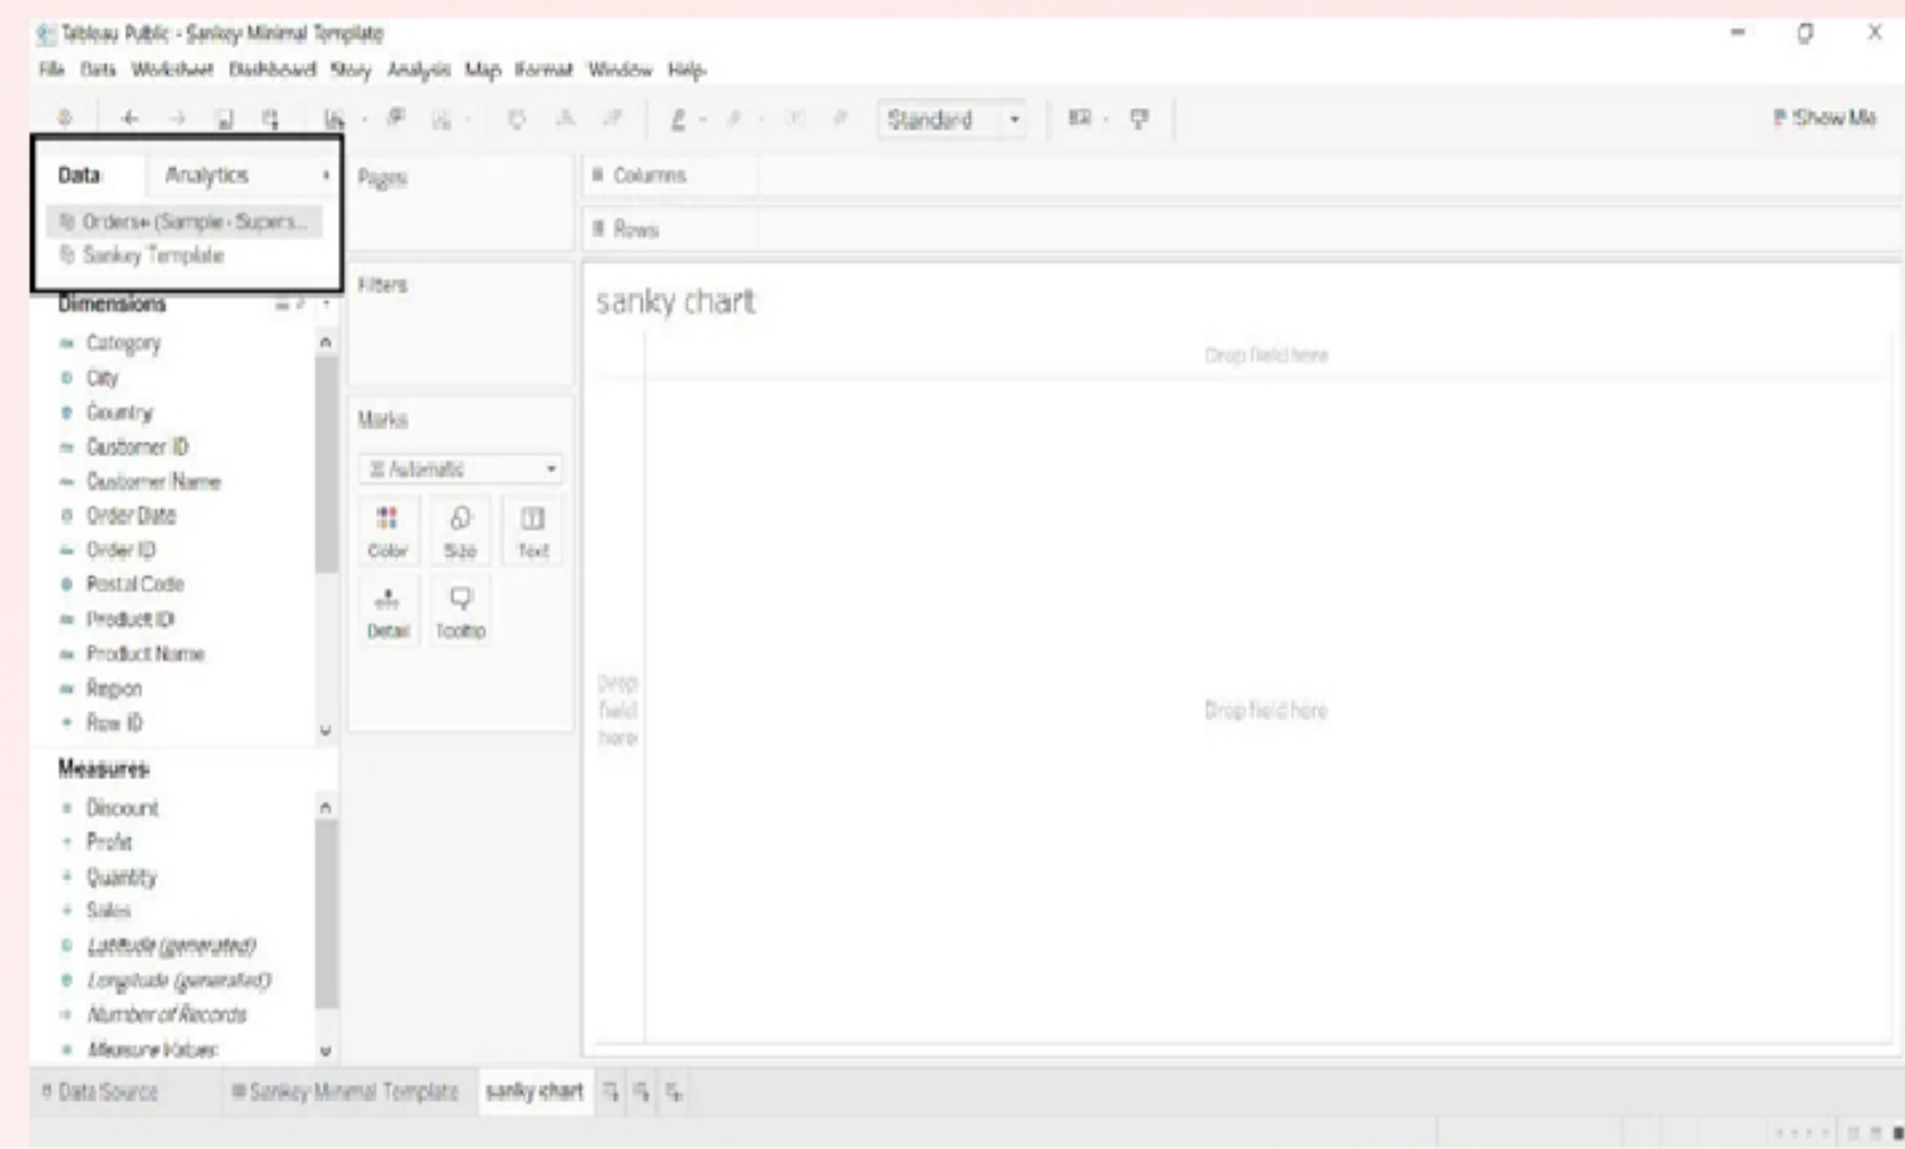 Tableau Public - Sankey Minimal Template
File Data Worksheet Dashboard Story Analysis Map Format Window Help
Standard
Show Me
Data Analytics
Orders+ (Sample - Supers...
Sankey Template
Dimensions
Category
City
Country
Customer ID
Customer Name
Order Date
Order ID
Postal Code
Product ID
Product Name
Region
Row ID
Measures
Discount
Profit
Quantity
Sales
Latitude (generated)
Longitude (generated)
Number of Records
Measure Values
Pages
Filters
Marks
Automatic
Color Size Text
Detail Tooltip
Columns
Rows
sanky chart
Drop field here
Drop
field
here
Drop field here
Data Source Sankey Minimal Template sanky chart